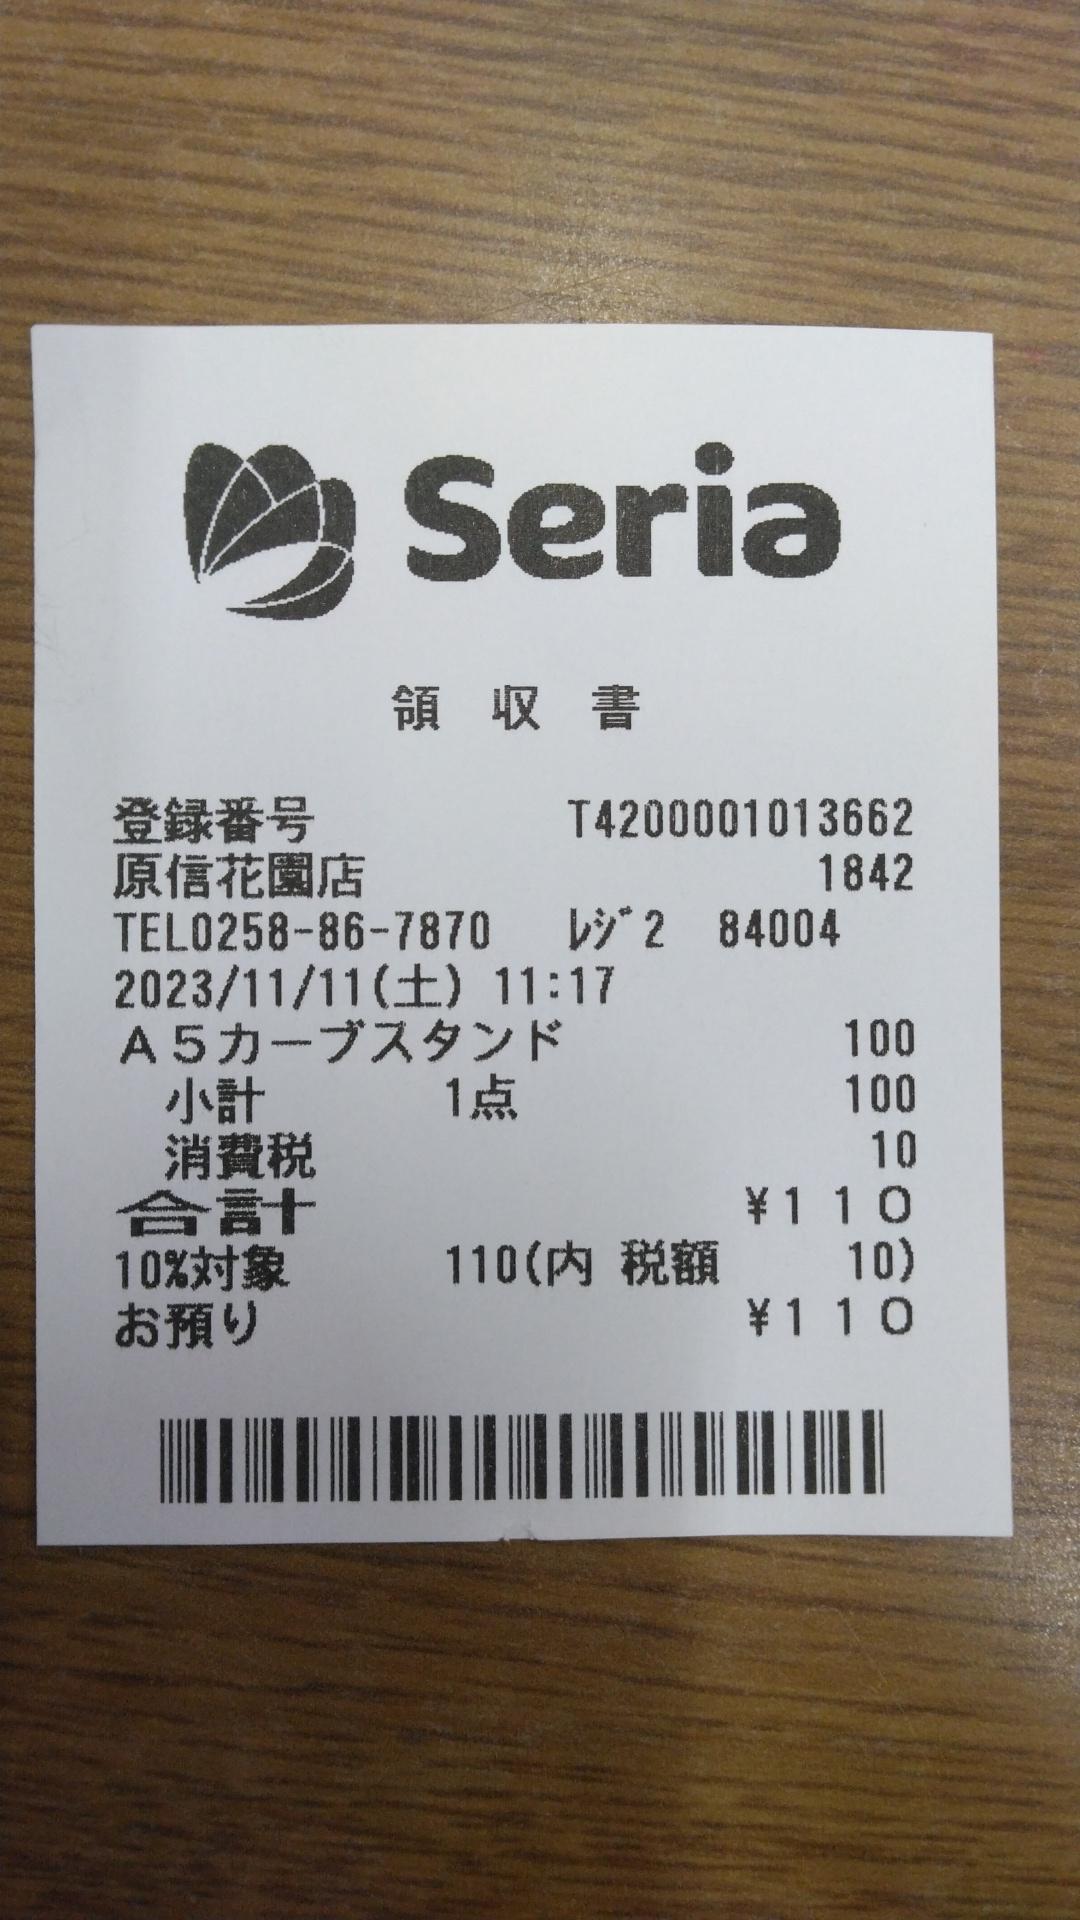 Seria
領 収 書
登録番号 T4200001013662
原信花園店 1842
TEL0258-86-7870 ﾚｼﾞ2 84004
2023/11/11(土) 11:17
A5カーブスタンド 100
小計 1点 100
消費税 10
合計 ¥110
10%対象 110(内 税額 10)
お預り ¥110